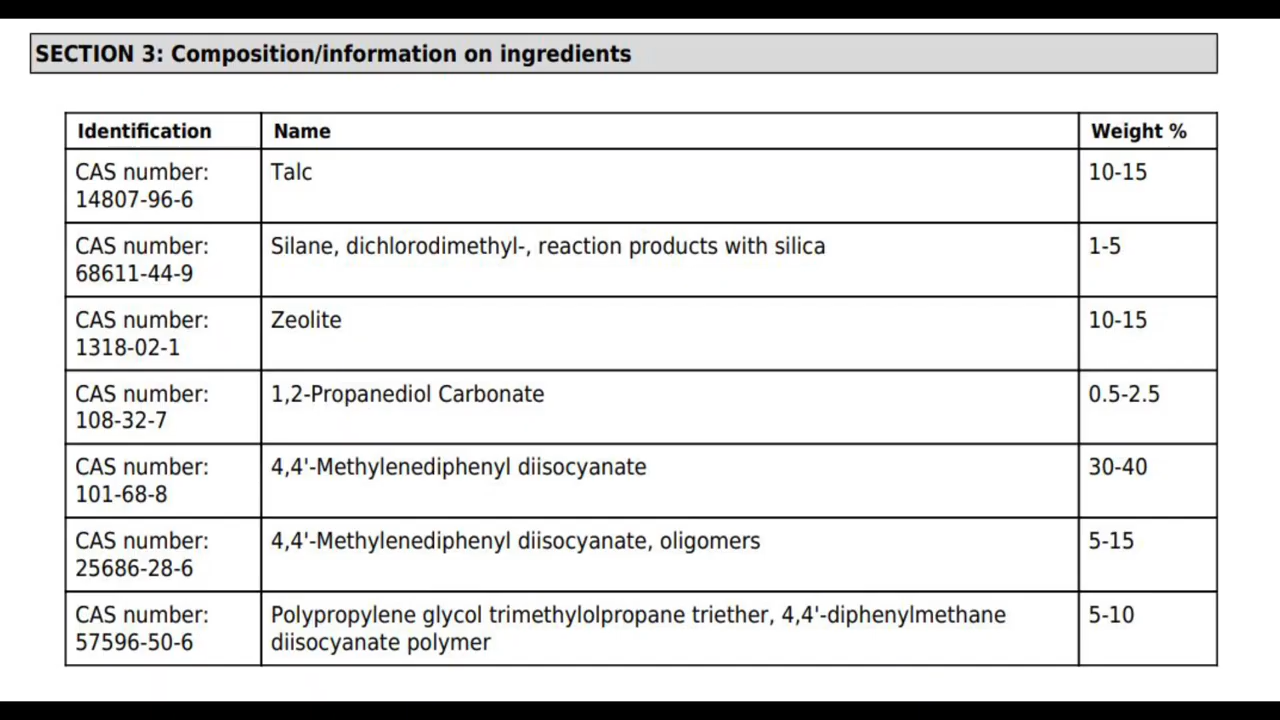 SECTION 3: Composition/information on ingredients
Identification Name Weight %
CAS number: Talc 10-15
14807-96-6
CAS number: Silane, dichlorodimethyl-, reaction products with silica 1-5
68611-44-9
CAS number: Zeolite 10-15
1318-02-1
CAS number: 1,2-Propanediol Carbonate 0.5-2.5
108-32-7
CAS number: 4,4'-Methylenediphenyl diisocyanate 30-40
101-68-8
CAS number: 4,4'-Methylenediphenyl diisocyanate, oligomers 5-15
25686-28-6
CAS number: Polypropylene glycol trimethylolpropane triether, 4,4'-diphenylmethane 5-10
57596-50-6 diisocyanate polymer